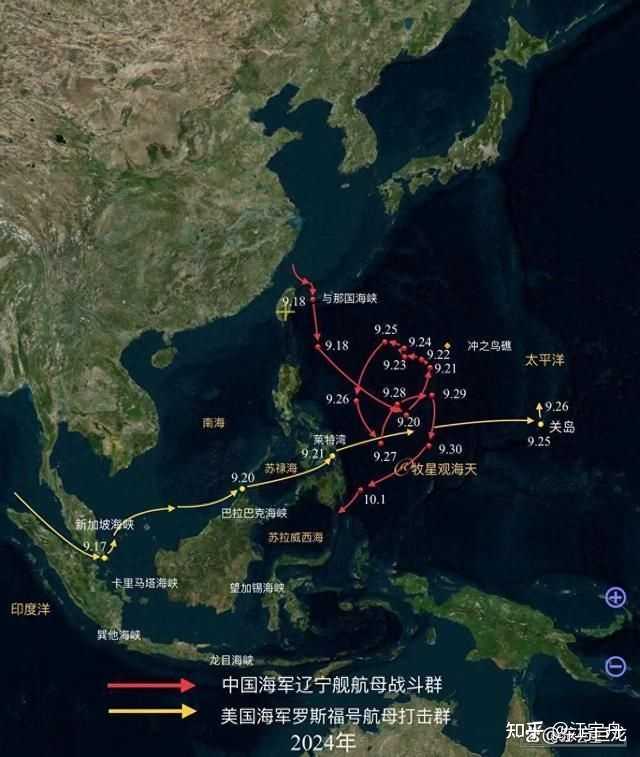 9.18
与那国海峡
9.18
9.25
9.24
冲之鸟礁
9.23
9.22
太平洋
9.21
9.26
9.28
9.29
9.26
南海
9.20
关岛
莱特湾
9.25
9.21
9.30
9.27
苏禄海
牧星观海天
9.20
10.1
巴拉巴克海峡
新加坡海峡
苏拉威西海
9.17
卡里马塔海峡
望加锡海峡
印度洋
巽他海峡
龙目海峡
中国海军辽宁舰航母战斗群
美国海军罗斯福号航母打击群
知乎
2024年